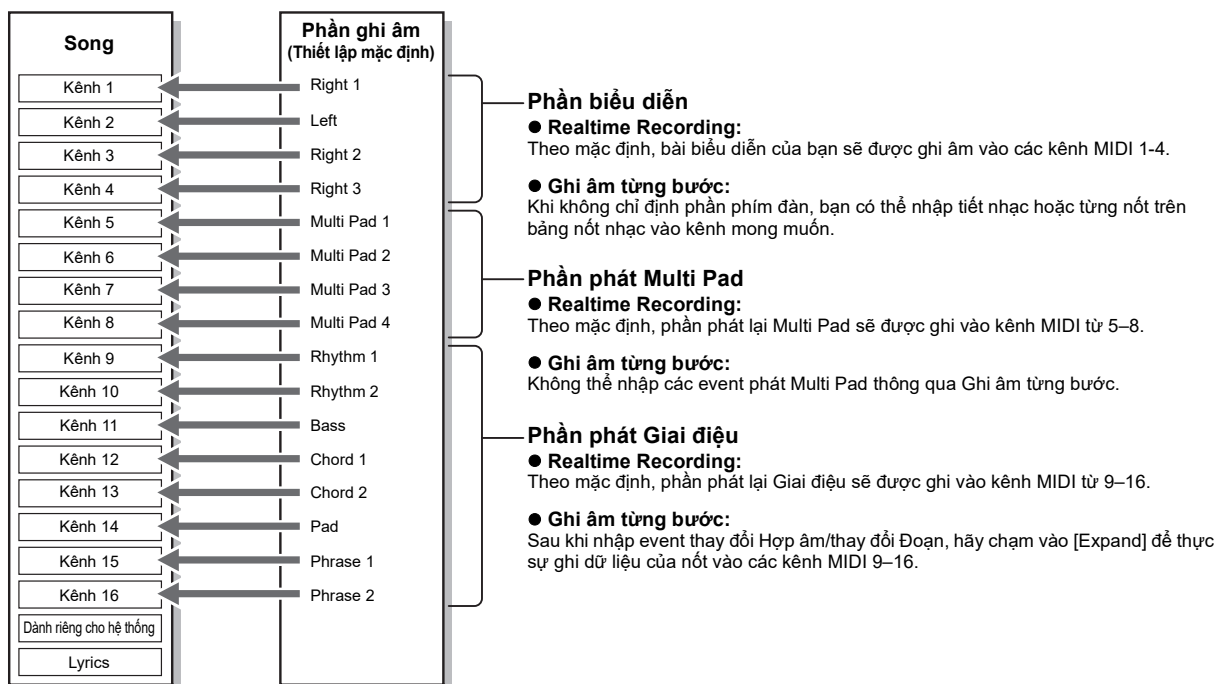 Song
Kênh 1
Kênh 2
Kênh 3
Kênh 4
Kênh 5
Kênh 6
Kênh 7
Kênh 8
Kênh 9
Kênh 10
Kênh 11
Kênh 12
Kênh 13
Kênh 14
Kênh 15
Kênh 16
Dành riêng cho hệ thống
Lyrics
Phần ghi âm
(Thiết lập mặc định)
Right 1
Left
Right 2
Right 3
Multi Pad 1
Multi Pad 2
Multi Pad 3
Multi Pad 4
Rhythm 1
Rhythm 2
Bass
Chord 1
Chord 2
Pad
Phrase 1
Phrase 2
Phần biểu diễn
● Realtime Recording:
Theo mặc định, bài biểu diễn của bạn sẽ được ghi âm vào các kênh MIDI 1-4.
● Ghi âm từng bước:
Khi không chỉ định phần phím đàn, bạn có thể nhập tiết nhạc hoặc từng nốt trên
bảng nốt nhạc vào kênh mong muốn.
Phần phát Multi Pad
● Realtime Recording:
Theo mặc định, phần phát lại Multi Pad sẽ được ghi vào kênh MIDI từ 5–8.
● Ghi âm từng bước:
Không thể nhập các event phát Multi Pad thông qua Ghi âm từng bước.
Phần phát Giai điệu
● Realtime Recording:
Theo mặc định, phần phát lại Giai điệu sẽ được ghi vào kênh MIDI từ 9–16.
● Ghi âm từng bước:
Sau khi nhập event thay đổi Hợp âm/thay đổi Đoạn, hãy chạm vào [Expand] để thực
sự ghi dữ liệu của nốt vào các kênh MIDI 9–16.